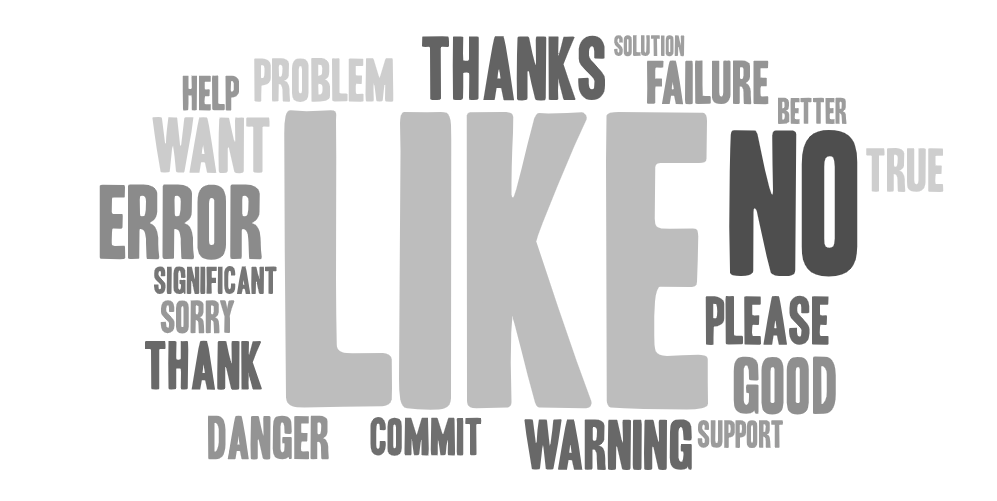 THANKS
SOLUTION
HELP
PROBLEM
FAILURE
BETTER
WANT
LIKE
NO
TRUE
ERROR
SIGNIFICANT
SORRY
PLEASE
THANK
GOOD
DANGER
COMMIT
WARNING
SUPPORT